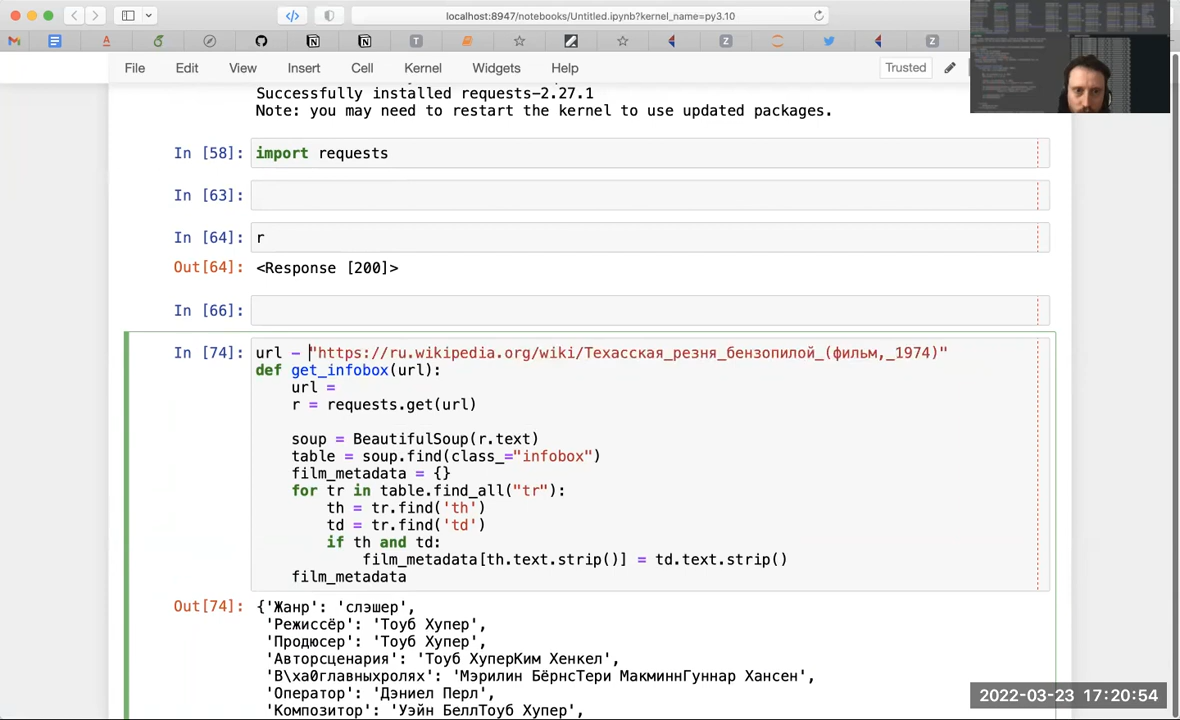 localhost:8947/notebooks/Untitled.ipynb?kernel_name=py3.10
File Edit View Insert Cell Kernel Widgets Help Trusted
Successfully installed requests-2.27.1
Note: you may need to restart the kernel to use updated packages.
In [58]: import requests
In [63]:
In [64]: r
Out[64]: <Response [200]>
In [66]:
In [74]: url - "https://ru.wikipedia.org/wiki/Техасская_резня_бензопилой_(фильм,_1974)"
def get_infobox(url):
    url =
    r = requests.get(url)
    soup = BeautifulSoup(r.text)
    table = soup.find(class_="infobox")
    film_metadata = {}
    for tr in table.find_all("tr"):
        th = tr.find('th')
        td = tr.find('td')
        if th and td:
            film_metadata[th.text.strip()] = td.text.strip()
    film_metadata
Out[74]: {'Жанр': 'слэшер',
'Режиссёр': 'Тоуб Хупер',
'Продюсер': 'Тоуб Хупер',
'Авторсценария': 'Тоуб ХуперКим Хенкел',
'В\xa0главныхролях': 'Мэрилин БёрнсТери МакминнГуннар Хансен',
'Оператор': 'Дэниел Перл',
'Композитор': 'Уэйн БеллТоуб Хупер',
2022-03-23 17:20:54